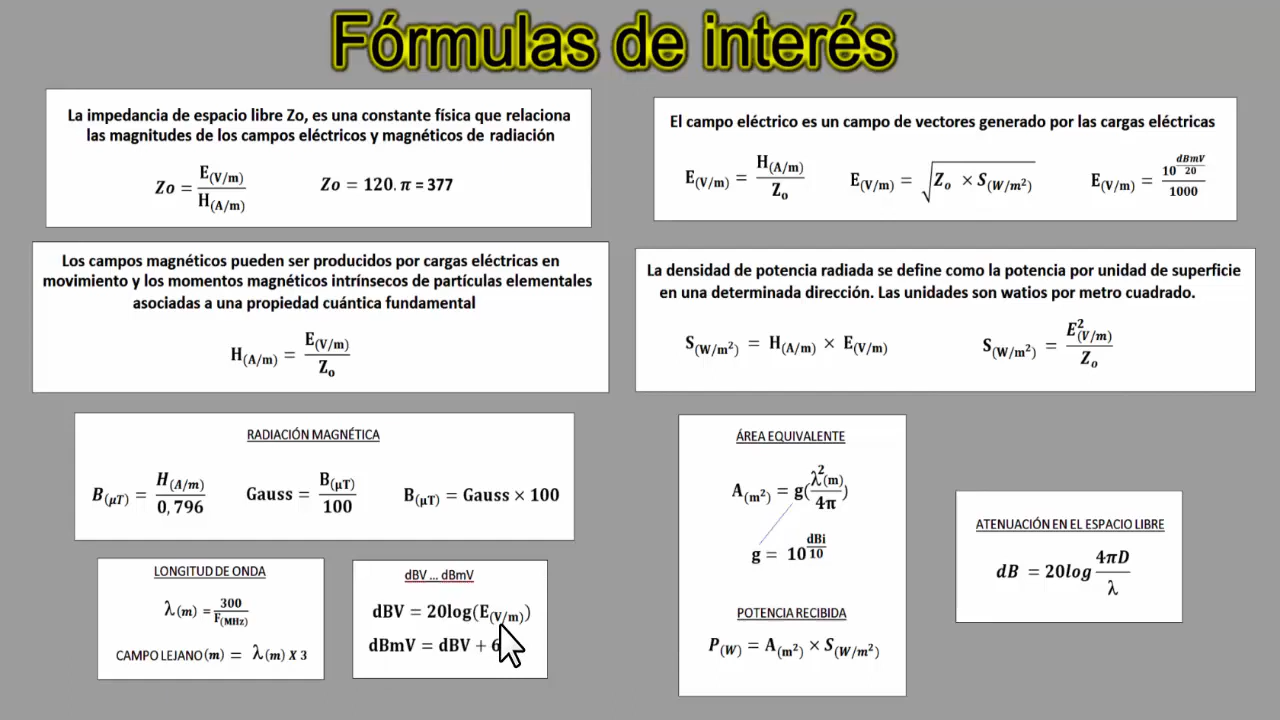 Fórmulas de interés
La impedancia de espacio libre Zo, es una constante física que relaciona
las magnitudes de los campos eléctricos y magnéticos de radiación
Zo = E(V/m) / H(A/m)
Zo = 120. π = 377
El campo eléctrico es un campo de vectores generado por las cargas eléctricas
E(V/m) = H(A/m) / Zo
E(V/m) = √(Zo × S(W/m²))
E(V/m) = 10^(dBmV/20) / 1000
Los campos magnéticos pueden ser producidos por cargas eléctricas en
movimiento y los momentos magnéticos intrínsecos de partículas elementales
asociadas a una propiedad cuántica fundamental
H(A/m) = E(V/m) / Zo
La densidad de potencia radiada se define como la potencia por unidad de superficie
en una determinada dirección. Las unidades son watios por metro cuadrado.
S(W/m²) = H(A/m) × E(V/m)
S(W/m²) = E²(V/m) / Zo
RADIACIÓN MAGNÉTICA
B(μT) = H(A/m) / 0,796
Gauss = B(μT) / 100
B(μT) = Gauss × 100
LONGITUD DE ONDA
λ(m) = 300 / F(MHz)
CAMPO LEJANO(m) = λ(m) X 3
dBV ... dBmV
dBV = 20log(E(V/m))
dBmV = dBV +
ÁREA EQUIVALENTE
A(m²) = g(λ²(m) / 4π)
g = 10^(dBi/10)
POTENCIA RECIBIDA
P(W) = A(m²) × S(W/m²)
ATENUACIÓN EN EL ESPACIO LIBRE
dB = 20log 4πD / λ